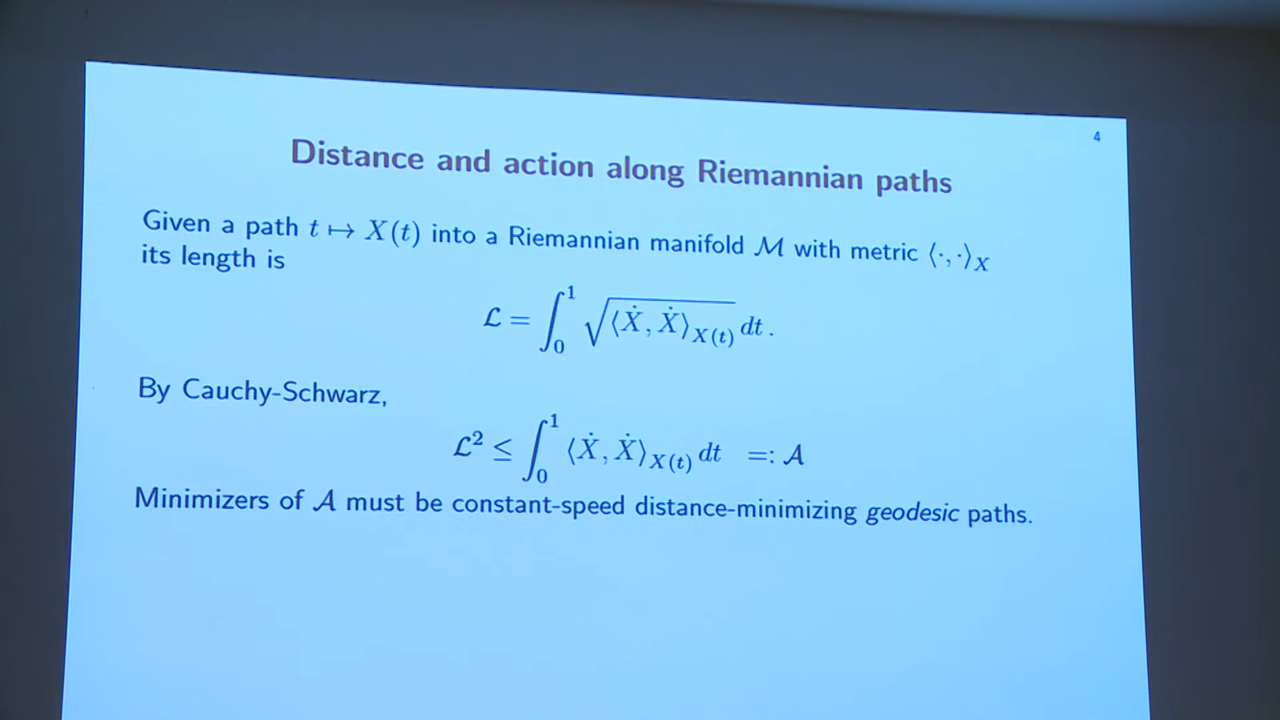 4
Distance and action along Riemannian paths
Given a path t ↦ X(t) into a Riemannian manifold ℳ with metric ⟨·, ·⟩_X
its length is
ℒ = ∫_0^1 √⟨Ẋ, Ẋ⟩_{X(t)} dt .
By Cauchy-Schwarz,
ℒ² ≤ ∫_0^1 ⟨Ẋ, Ẋ⟩_{X(t)} dt =: 𝒜
Minimizers of 𝒜 must be constant-speed distance-minimizing geodesic paths.